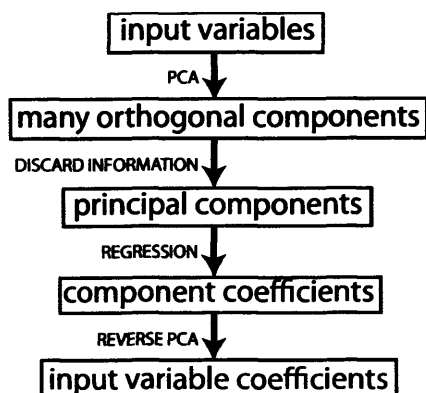 input variables
PCA
many orthogonal components
DISCARD INFORMATION
principal components
REGRESSION
component coefficients
REVERSE PCA
input variable coefficients